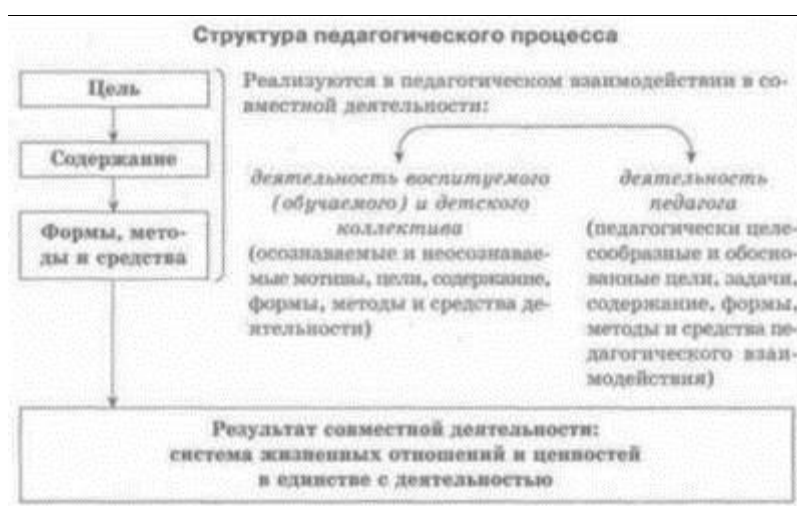 Структура педагогического процесса
Цель
Содержание
Формы, мето-
ды и средства
Реализуются в педагогическом взаимодействии в со-
вместной деятельности:
деятельность воспитуемого
(обучаемого) и детского
коллектива
(осознаваемые и неосознавае-
мые мотивы, цели, содержание,
формы, методы и средства де-
ятельности)
деятельность
педагога
(педагогически целе-
сообразные и обосно-
ванные цели, задачи,
содержание, формы,
методы и средства пе-
дагогического взаи-
модействия)
Результат совместной деятельности:
система жизненных отношений и ценностей
в единстве с деятельностью